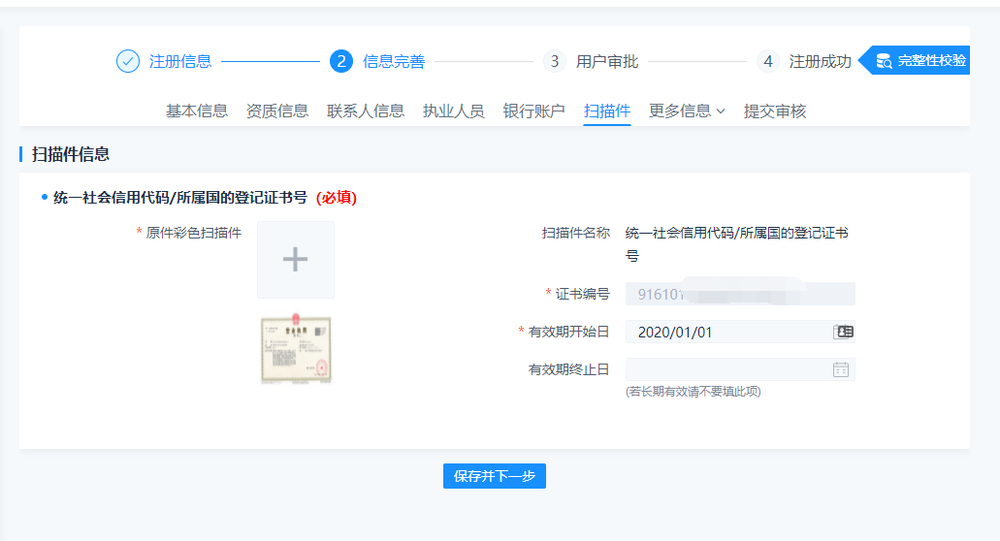 注册信息 2 信息完善 3 用户审批 4 注册成功 完整性校验
基本信息 资质信息 联系人信息 执业人员 银行账户 扫描件 更多信息 提交审核
扫描件信息
统一社会信用代码/所属国的登记证书号 (必填)
* 原件彩色扫描件 扫描件名称 统一社会信用代码/所属国的登记证书
号
* 证书编号 916101
* 有效期开始日 2020/01/01
有效期终止日
(若长期有效请不要填此项)
营业执照
保存并下一步